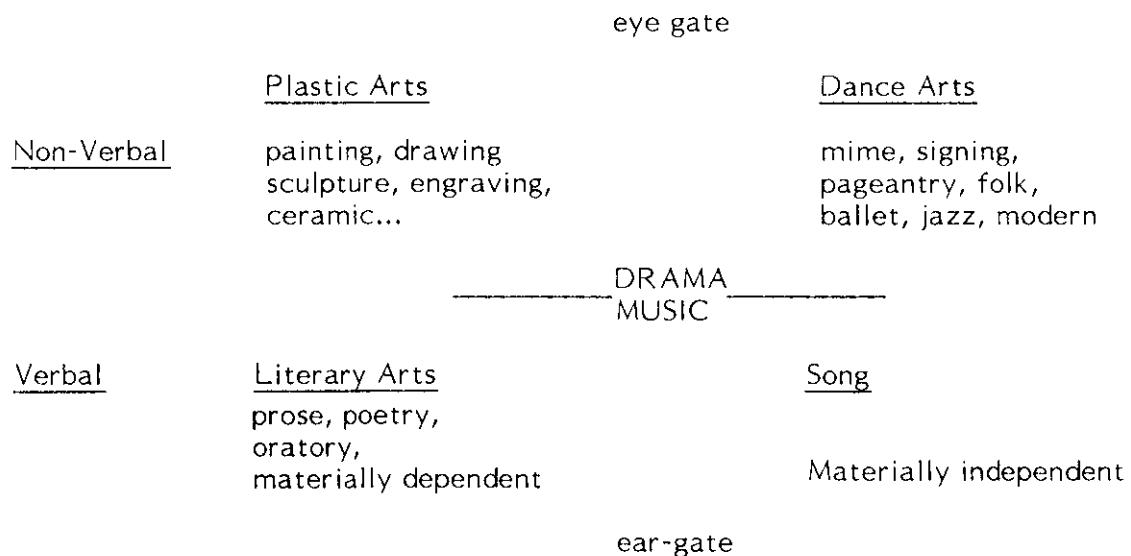 eye gate
Plastic Arts Dance Arts
Non-Verbal painting, drawing mime, signing,
sculpture, engraving, pageantry, folk,
ceramic... ballet, jazz, modern
DRAMA
MUSIC
Verbal Literary Arts Song
prose, poetry,
oratory,
materially dependent Materially independent
ear-gate